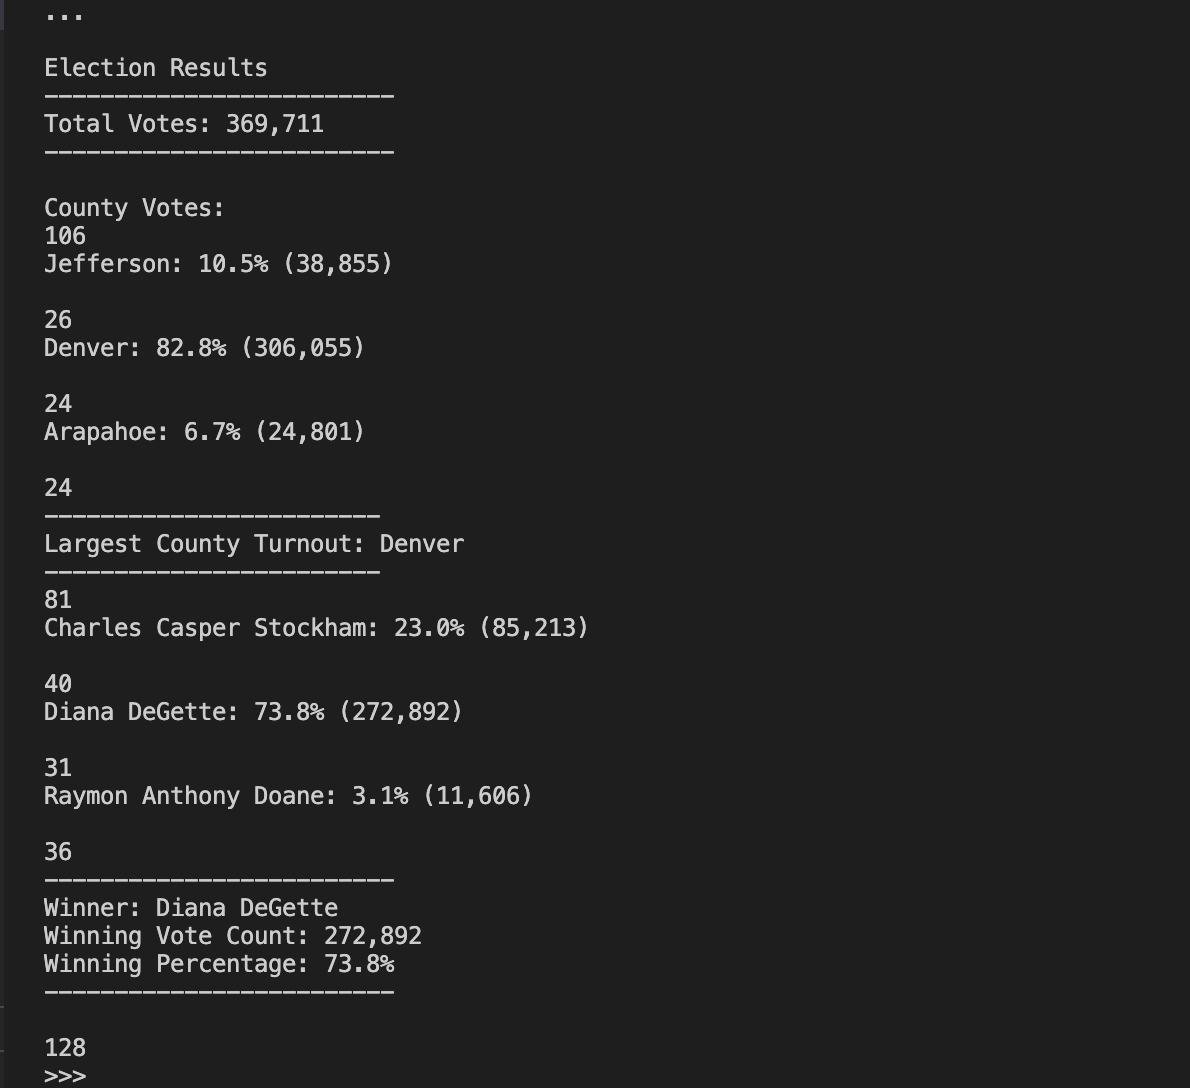 ...
Election Results
-------------------------
Total Votes: 369,711
-------------------------
County Votes:
106
Jefferson: 10.5% (38,855)
26
Denver: 82.8% (306,055)
24
Arapahoe: 6.7% (24,801)
24
------------------------
Largest County Turnout: Denver
------------------------
81
Charles Casper Stockham: 23.0% (85,213)
40
Diana DeGette: 73.8% (272,892)
31
Raymon Anthony Doane: 3.1% (11,606)
36
-------------------------
Winner: Diana DeGette
Winning Vote Count: 272,892
Winning Percentage: 73.8%
-------------------------
128
>>>